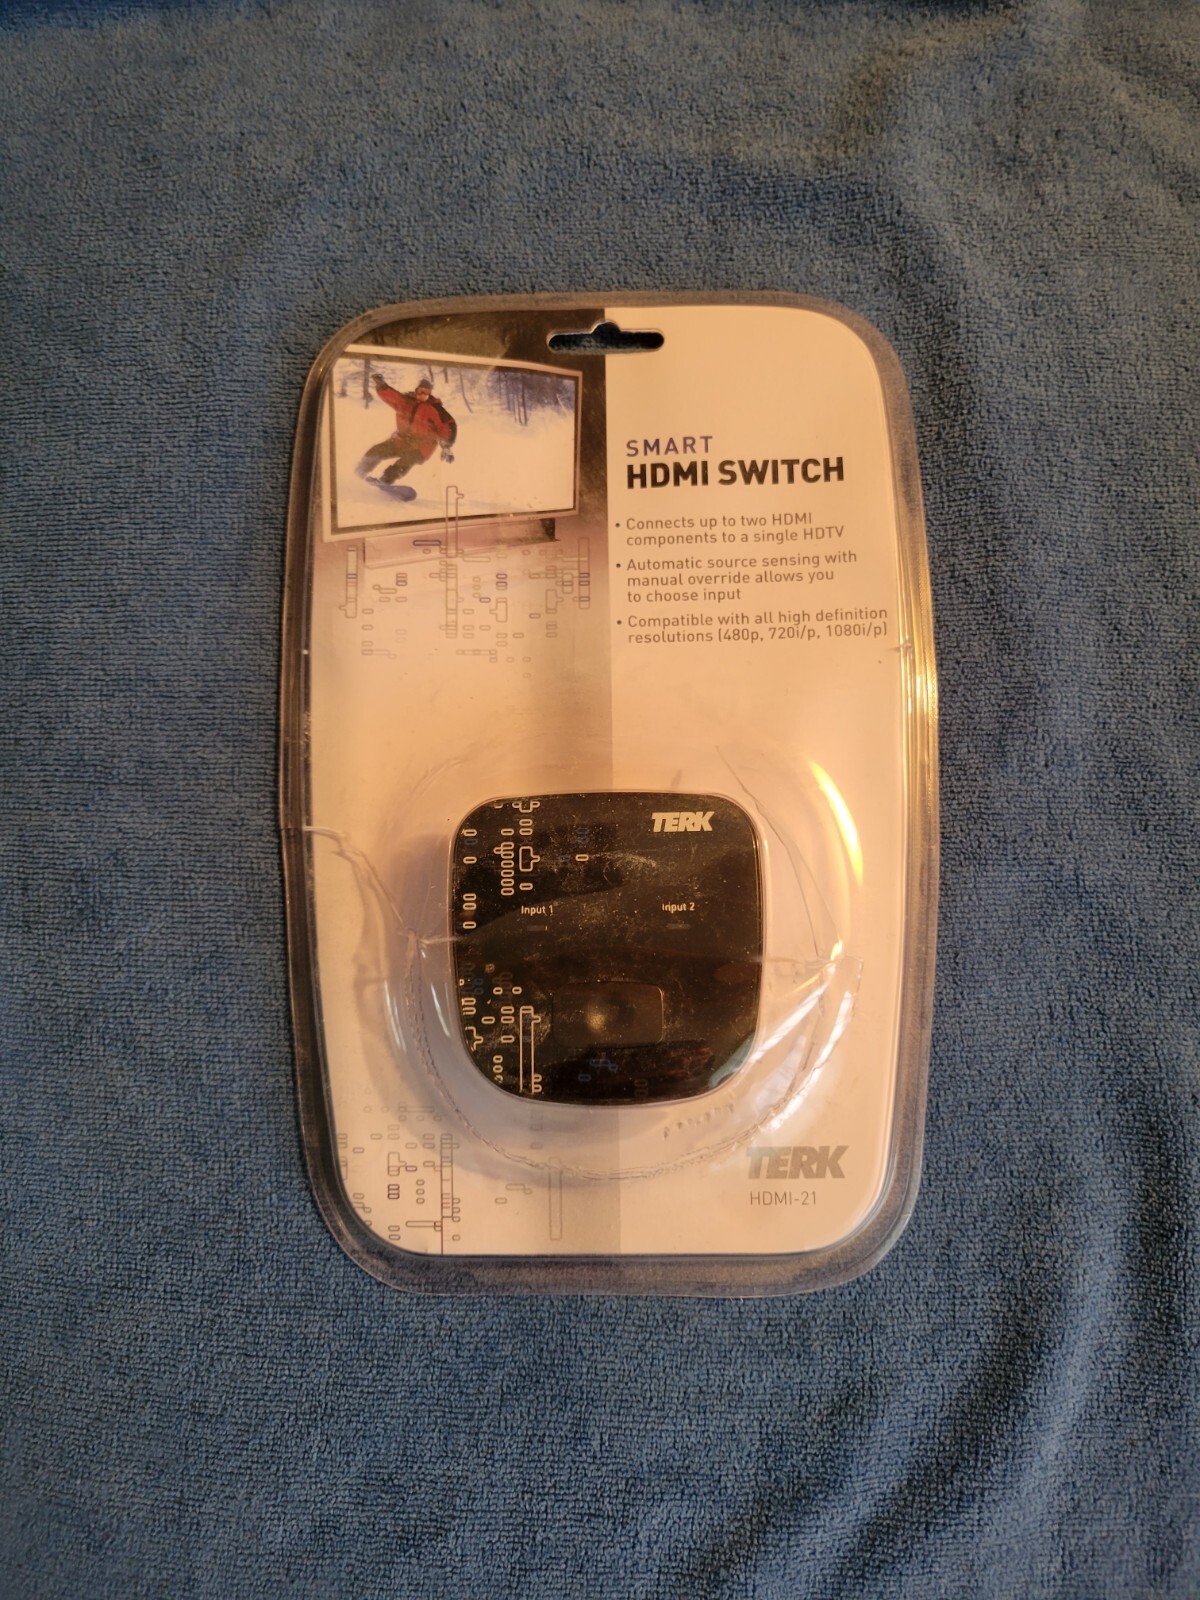 SMART
HDMI SWITCH
• Connects up to two HDMI
components to a single HDTV
• Automatic source sensing with
manual override allows you
to choose input
• Compatible with all high definition
resolutions (480p, 720i/p, 1080i/p)
TERK
Input 1
Input 2
TERK
HDMI-21